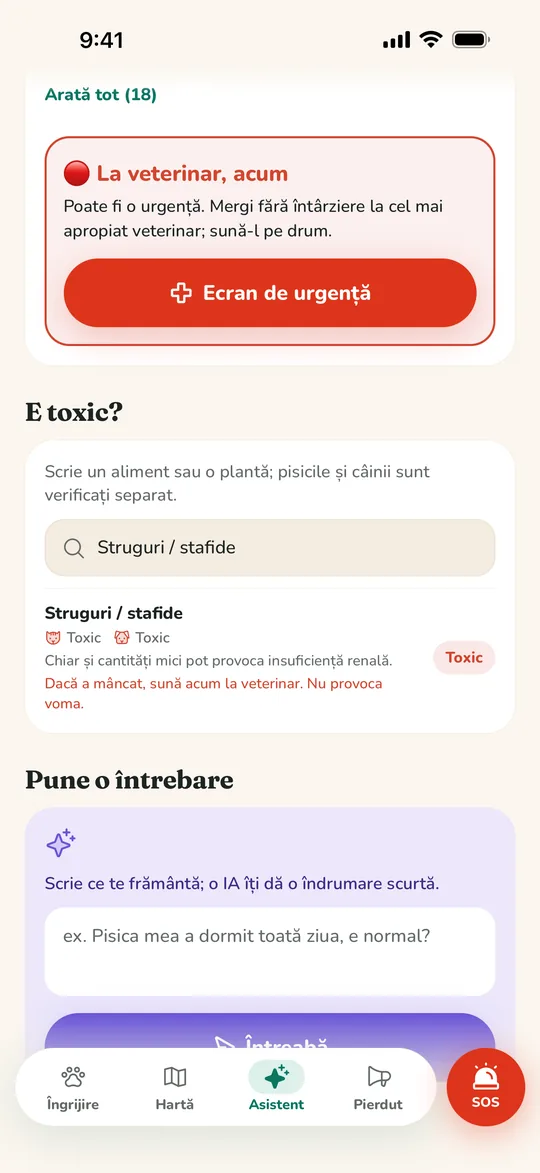 9:41
Arată tot (18)
La veterinar, acum
Poate fi o urgență. Mergi fără întârziere la cel mai
apropiat veterinar; sună-l pe drum.
Ecran de urgență
E toxic?
Scrie un aliment sau o plantă; pisicile și câinii sunt
verificați separat.
Struguri / stafide
Struguri / stafide
Toxic Toxic
Chiar și cantități mici pot provoca insuficiență renală.
Toxic
Dacă a mâncat, sună acum la veterinar. Nu provoca
voma.
Pune o întrebare
Scrie ce te frământă; o IA îți dă o îndrumare scurtă.
ex. Pisica mea a dormit toată ziua, e normal?
Întreabă
Îngrijire
Hartă
Asistent
Pierdut
SOS